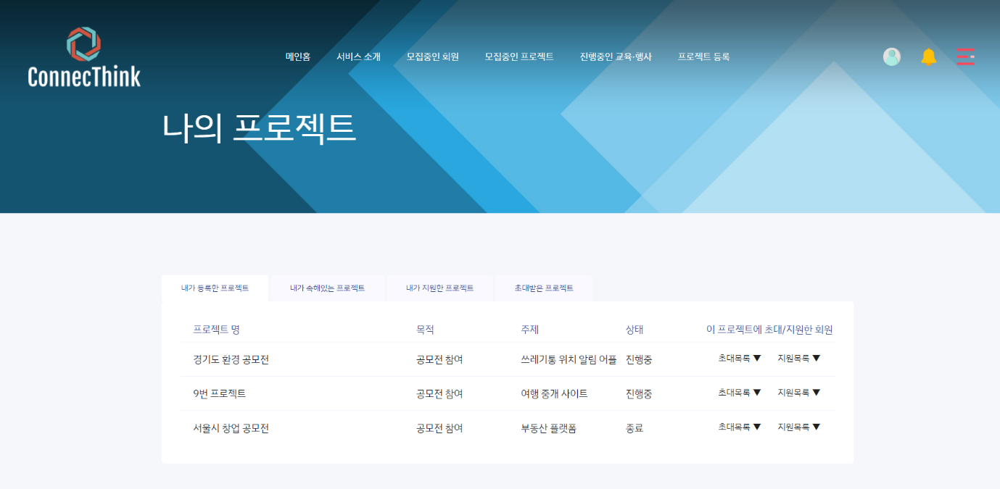 ConnecThink
메인홈 서비스 소개 모집중인 회원 모집중인 프로젝트 진행중인 교육·행사 프로젝트 등록
나의 프로젝트
내가 등록한 프로젝트 내가 속해있는 프로젝트 내가 지원한 프로젝트 초대받은 프로젝트
프로젝트 명 목적 주제 상태 이 프로젝트에 초대/지원한 회원
경기도 환경 공모전 공모전 참여 쓰레기통 위치 알림 어플 진행중 초대목록 ▼ 지원목록 ▼
9번 프로젝트 공모전 참여 여행 중개 사이트 진행중 초대목록 ▼ 지원목록 ▼
서울시 창업 공모전 공모전 참여 부동산 플랫폼 종료 초대목록 ▼ 지원목록 ▼